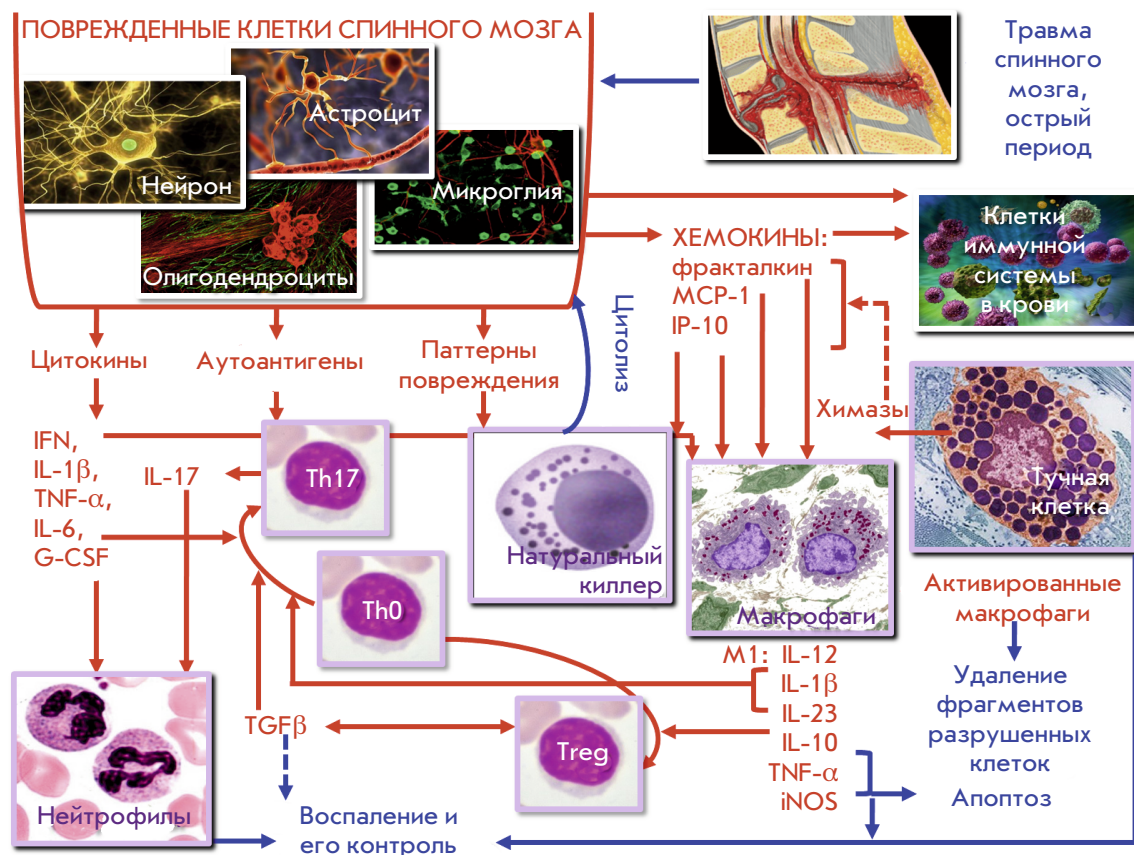 ПОВРЕЖДЕННЫЕ КЛЕТКИ СПИННОГО МОЗГА
Травма
спинного
мозга,
острый
период
Астроцит
Нейрон
Микроглия
Олигодендроциты
ХЕМОКИНЫ:
фракталкин
MCP-1
IP-10
Клетки
иммунной
системы
в крови
Цитокины
Аутоантигены
Паттерны
повреждения
Цитолиз
Химазы
Тучная
клетка
IFN,
IL-1β,
TNF-α,
IL-6,
G-CSF
IL-17
Th17
Натуральный
киллер
Th0
Макрофаги
Активированные
макрофаги
M1: IL-12
IL-1β
IL-23
IL-10
TNF-α
iNOS
Удаление
фрагментов
разрушенных
клеток
Апоптоз
TGFβ
Treg
Нейтрофилы
Воспаление и
его контроль